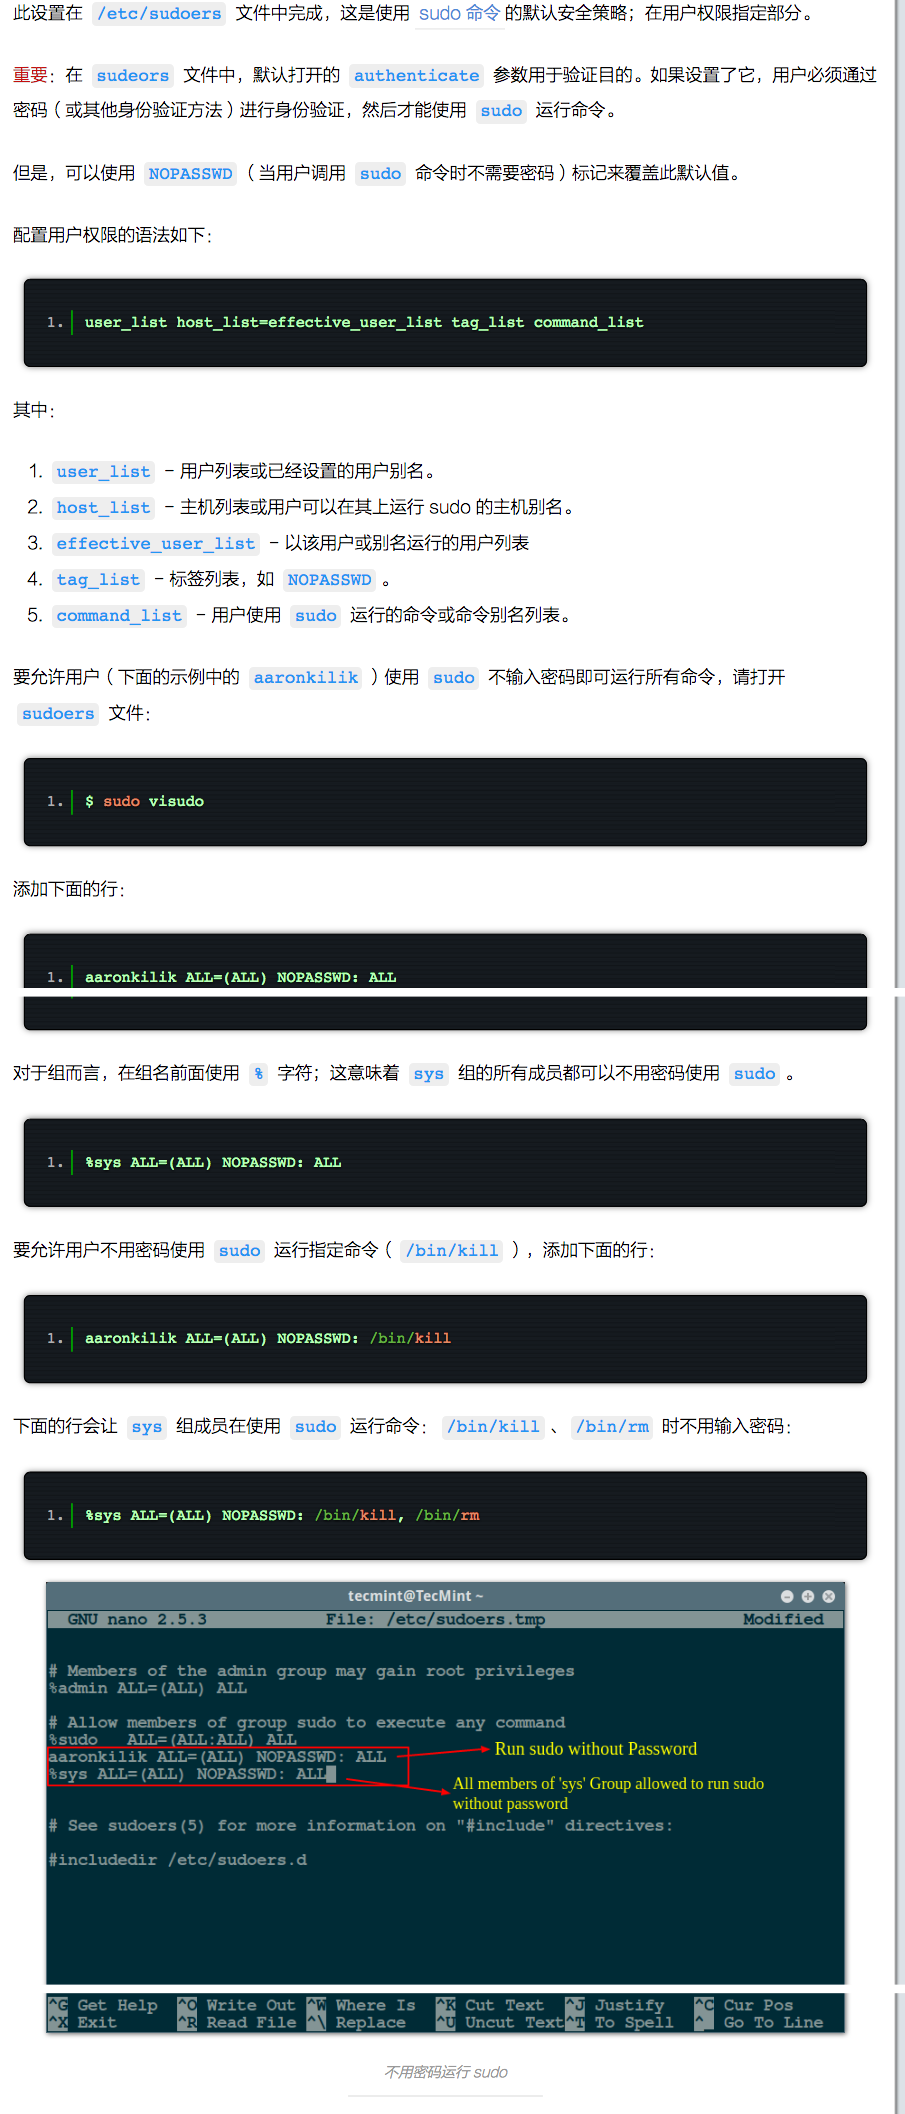 此设置在 /etc/sudoers 文件中完成，这是使用 sudo 命令的默认安全策略；在用户权限指定部分。
重要：在 sudeors 文件中，默认打开的 authenticate 参数用于验证目的。如果设置了它，用户必须通过
密码（或其他身份验证方法）进行身份验证，然后才能使用 sudo 运行命令。
但是，可以使用 NOPASSWD（当用户调用 sudo 命令时不需要密码）标记来覆盖此默认值。
配置用户权限的语法如下：
1. user_list host_list=effective_user_list tag_list command_list
其中：
1. user_list - 用户列表或已经设置的用户别名。
2. host_list - 主机列表或用户可以在其上运行 sudo 的主机别名。
3. effective_user_list - 以该用户或别名运行的用户列表
4. tag_list - 标签列表，如 NOPASSWD 。
5. command_list - 用户使用 sudo 运行的命令或命令别名列表。
要允许用户（下面的示例中的 aaronkilik ）使用 sudo 不输入密码即可运行所有命令，请打开
sudoers 文件：
1. $ sudo visudo
添加下面的行：
1. aaronkilik ALL=(ALL) NOPASSWD: ALL
对于组而言，在组名前面使用 % 字符；这意味着 sys 组的所有成员都可以不用密码使用 sudo 。
1. %sys ALL=(ALL) NOPASSWD: ALL
要允许用户不用密码使用 sudo 运行指定命令（ /bin/kill ），添加下面的行：
1. aaronkilik ALL=(ALL) NOPASSWD: /bin/kill
下面的行会让 sys 组成员在使用 sudo 运行命令： /bin/kill 、 /bin/rm 时不用输入密码：
1. %sys ALL=(ALL) NOPASSWD: /bin/kill, /bin/rm
tecmint@TecMint ~
GNU nano 2.5.3 File: /etc/sudoers.tmp Modified
# Members of the admin group may gain root privileges
%admin ALL=(ALL) ALL
# Allow members of group sudo to execute any command
%sudo ALL=(ALL:ALL) ALL
aaronkilik ALL=(ALL) NOPASSWD: ALL
Run sudo without Password
%sys ALL=(ALL) NOPASSWD: ALL
All members of 'sys' Group allowed to run sudo
without password
# See sudoers(5) for more information on "#include" directives:
#includedir /etc/sudoers.d
^G Get Help ^O Write Out ^W Where Is ^K Cut Text ^J Justify ^C Cur Pos
^X Exit ^R Read File ^\ Replace ^U Uncut Text ^T To Spell ^_ Go To Line
不用密码运行 sudo